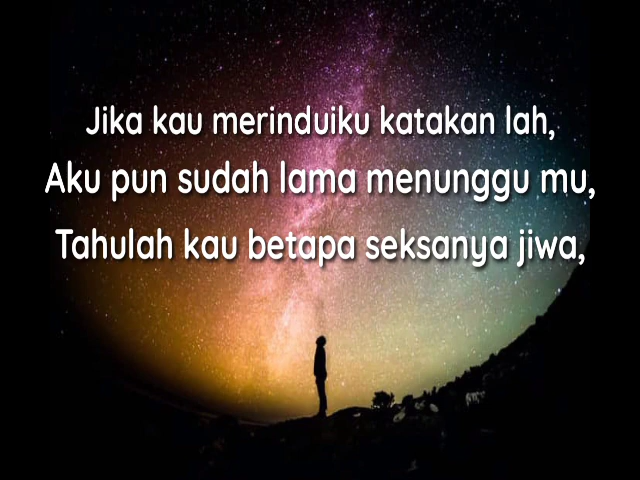 Jika kau merinduiku katakan lah,
Aku pun sudah lama menunggu mu,
Tahulah kau betapa seksanya jiwa,